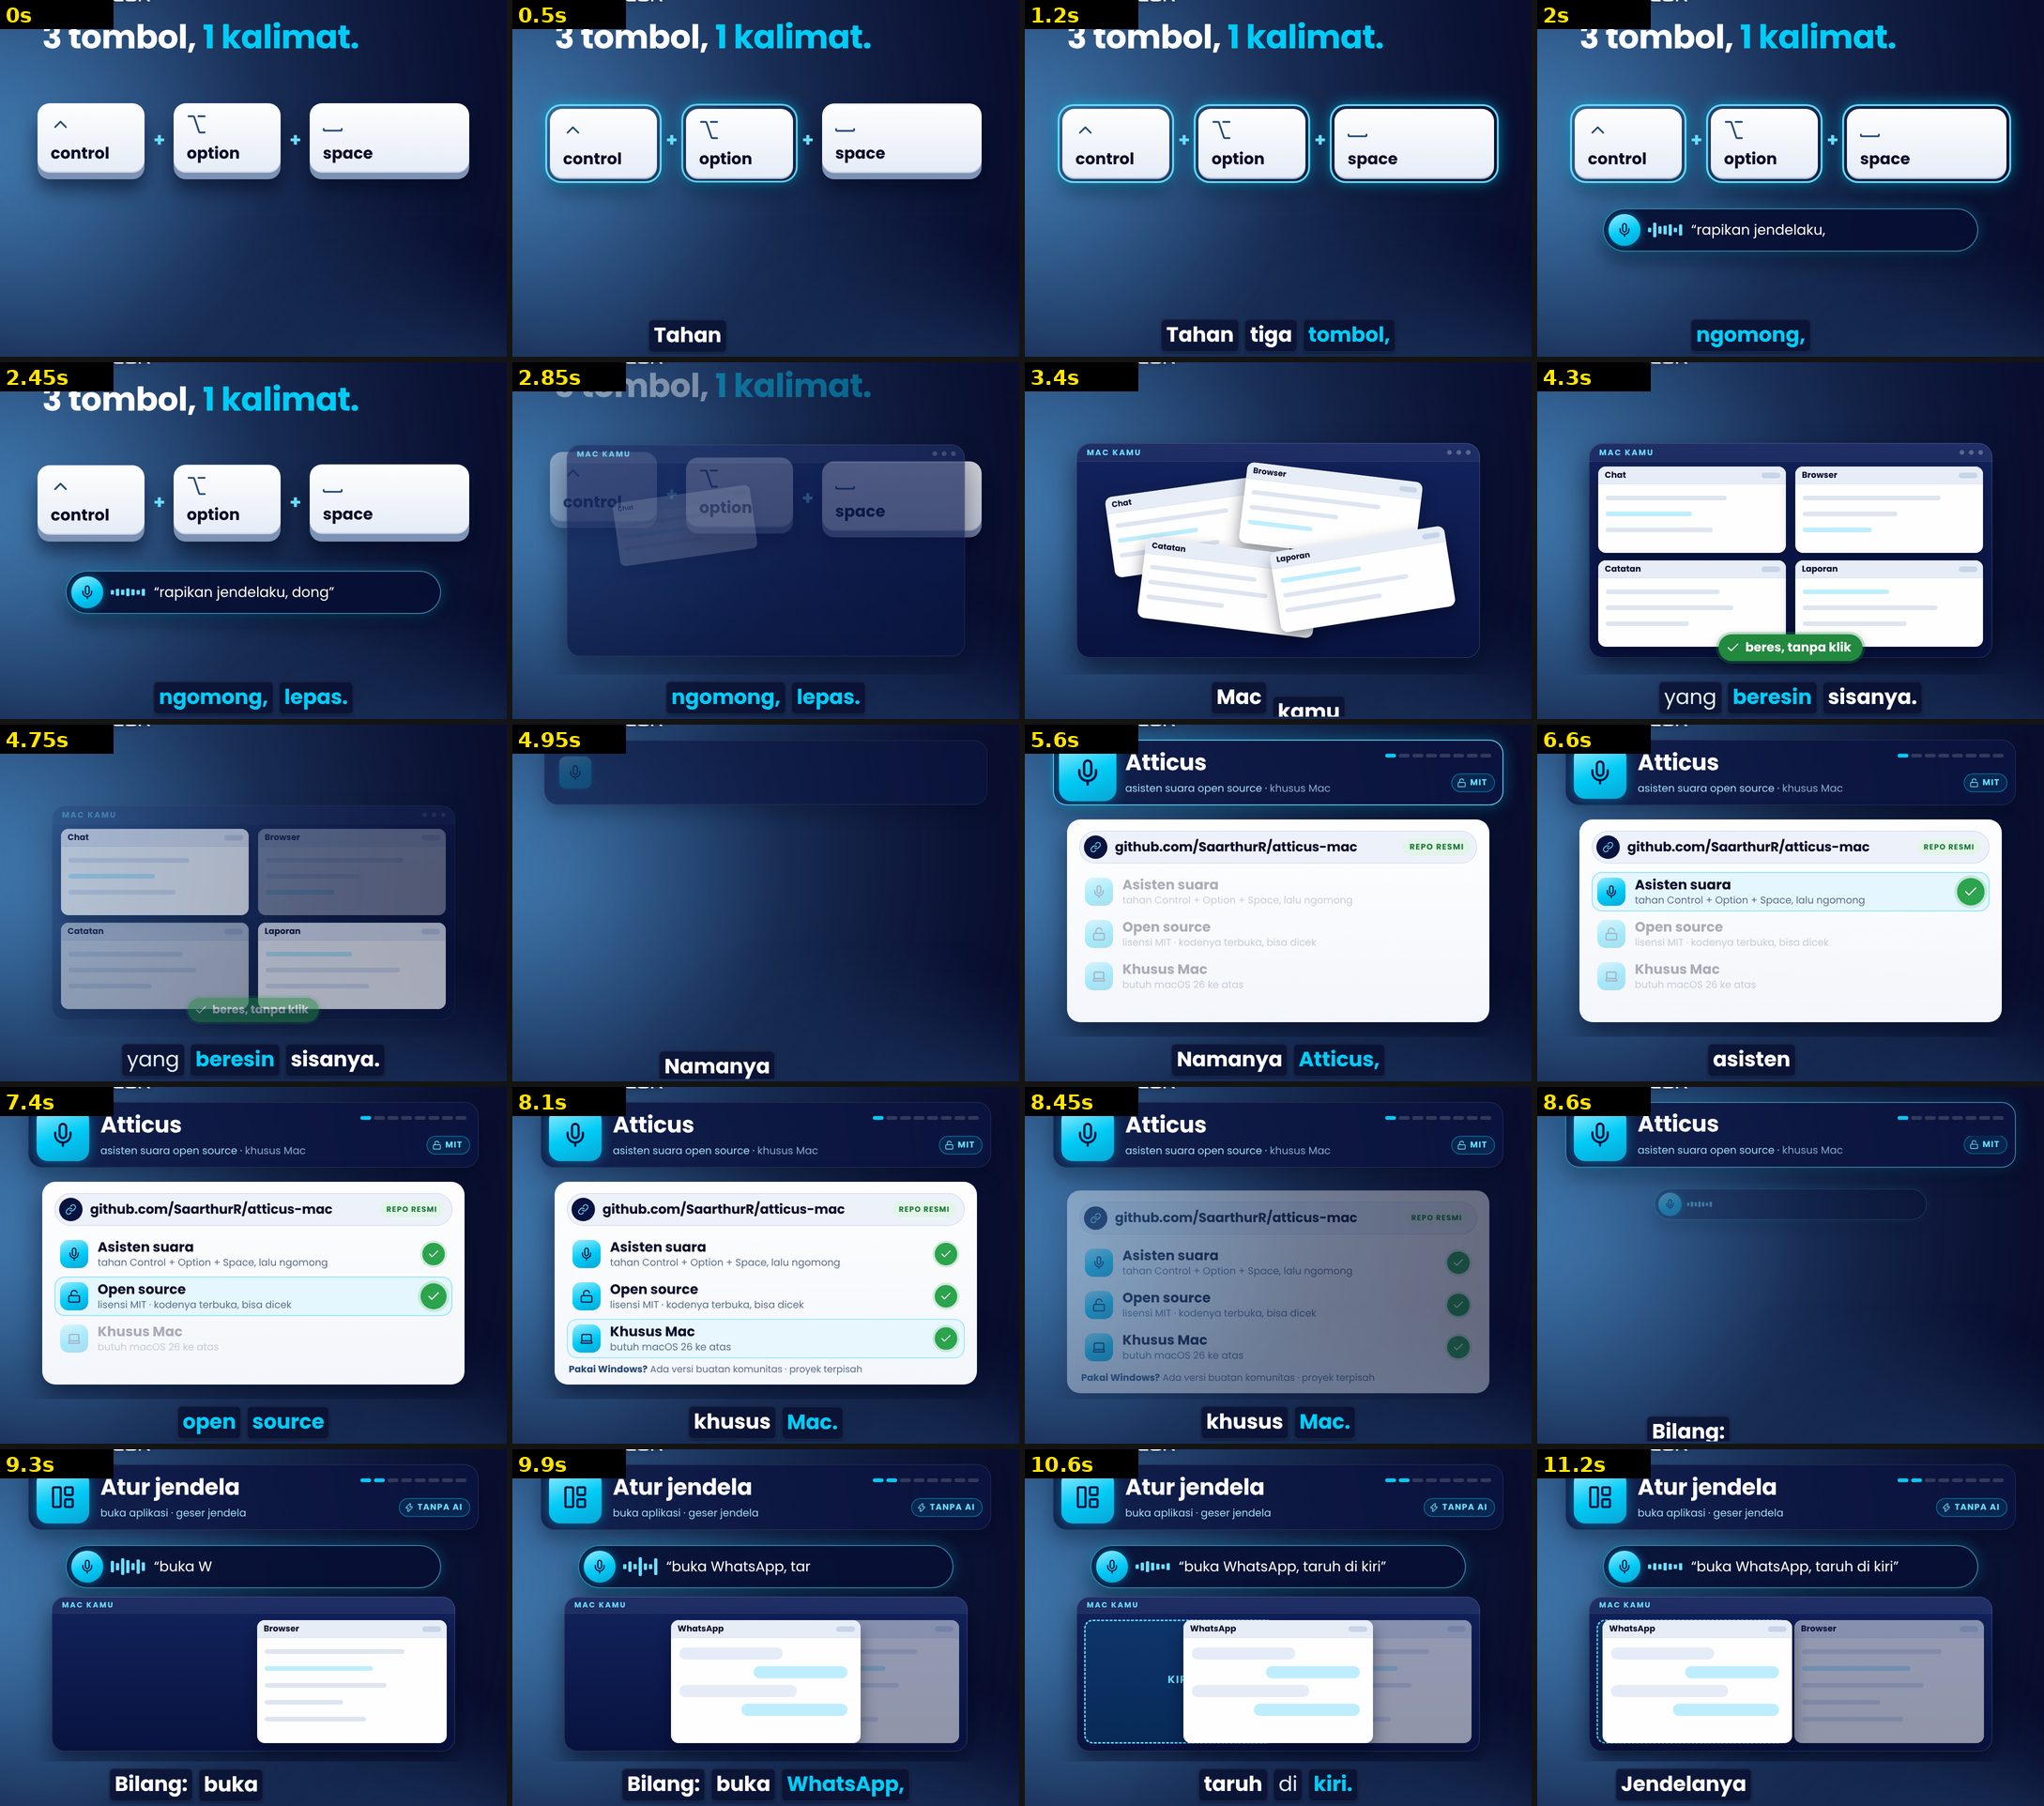 0s
3 tombol, 1 kalimat.
control + option + space
0.5s
3 tombol, 1 kalimat.
control + option + space
Tahan
1.2s
3 tombol, 1 kalimat.
control + option + space
Tahan tiga tombol,
2s
3 tombol, 1 kalimat.
control + option + space
“rapikan jendelaku,
ngomong,
2.45s
3 tombol, 1 kalimat.
control + option + space
“rapikan jendelaku, dong”
ngomong, lepas.
2.85s
3 tombol, 1 kalimat.
MAC KAMU
control + option + space
Chat
ngomong, lepas.
3.4s
MAC KAMU
Browser
Chat
Catatan
Laporan
Mac kamu
4.3s
MAC KAMU
Chat
Browser
Catatan
Laporan
beres, tanpa klik
yang beresin sisanya.
4.75s
MAC KAMU
Chat
Browser
Catatan
Laporan
beres, tanpa klik
yang beresin sisanya.
4.95s
Namanya
5.6s
Atticus
asisten suara open source · khusus Mac
MIT
github.com/SaarthurR/atticus-mac
REPO RESMI
Asisten suara
tahan Control + Option + Space, lalu ngomong
Open source
lisensi MIT · kodenya terbuka, bisa dicek
Khusus Mac
butuh macOS 26 ke atas
Namanya Atticus,
6.6s
Atticus
asisten suara open source · khusus Mac
MIT
github.com/SaarthurR/atticus-mac
REPO RESMI
Asisten suara
tahan Control + Option + Space, lalu ngomong
Open source
lisensi MIT · kodenya terbuka, bisa dicek
Khusus Mac
butuh macOS 26 ke atas
asisten
7.4s
Atticus
asisten suara open source · khusus Mac
MIT
github.com/SaarthurR/atticus-mac
REPO RESMI
Asisten suara
tahan Control + Option + Space, lalu ngomong
Open source
lisensi MIT · kodenya terbuka, bisa dicek
Khusus Mac
butuh macOS 26 ke atas
open source
8.1s
Atticus
asisten suara open source · khusus Mac
MIT
github.com/SaarthurR/atticus-mac
REPO RESMI
Asisten suara
tahan Control + Option + Space, lalu ngomong
Open source
lisensi MIT · kodenya terbuka, bisa dicek
Khusus Mac
butuh macOS 26 ke atas
Pakai Windows? Ada versi buatan komunitas · proyek terpisah
khusus Mac.
8.45s
Atticus
asisten suara open source · khusus Mac
MIT
github.com/SaarthurR/atticus-mac
REPO RESMI
Asisten suara
tahan Control + Option + Space, lalu ngomong
Open source
lisensi MIT · kodenya terbuka, bisa dicek
Khusus Mac
butuh macOS 26 ke atas
Pakai Windows? Ada versi buatan komunitas · proyek terpisah
khusus Mac.
8.6s
Atticus
asisten suara open source · khusus Mac
MIT
Bilang:
9.3s
Atur jendela
buka aplikasi · geser jendela
TANPA AI
“buka W
MAC KAMU
Browser
Bilang: buka
9.9s
Atur jendela
buka aplikasi · geser jendela
TANPA AI
“buka WhatsApp, tar
MAC KAMU
WhatsApp
Bilang: buka WhatsApp,
10.6s
Atur jendela
buka aplikasi · geser jendela
TANPA AI
“buka WhatsApp, taruh di kiri”
MAC KAMU
WhatsApp
taruh di kiri.
11.2s
Atur jendela
buka aplikasi · geser jendela
TANPA AI
“buka WhatsApp, taruh di kiri”
MAC KAMU
WhatsApp
Browser
Jendelanya